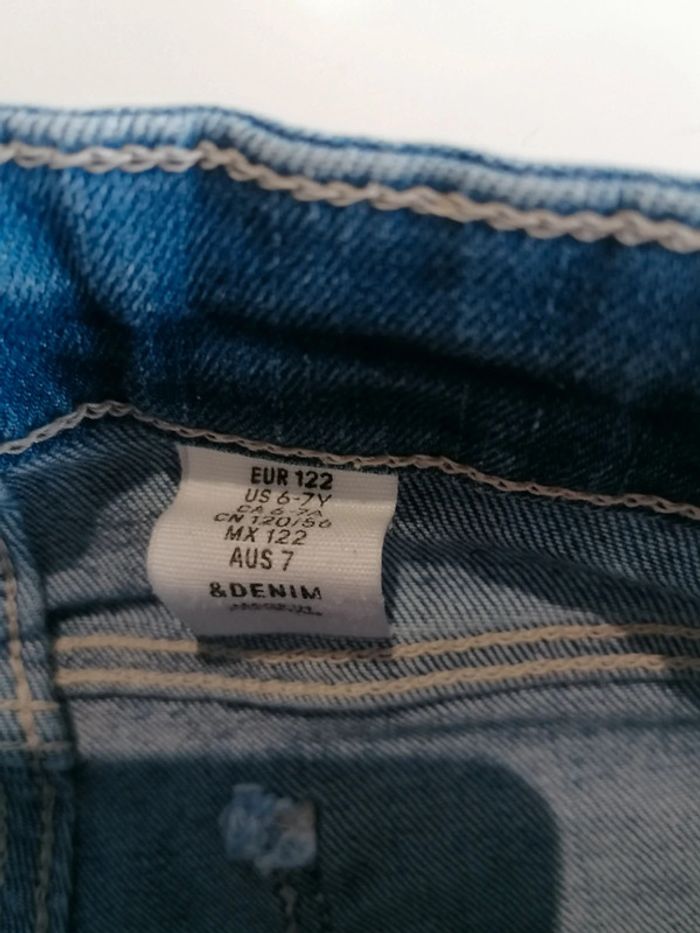 EUR 122
US 6-7Y
CA 6-7A
CN 120/56
MX 122
AUS 7
&DENIM